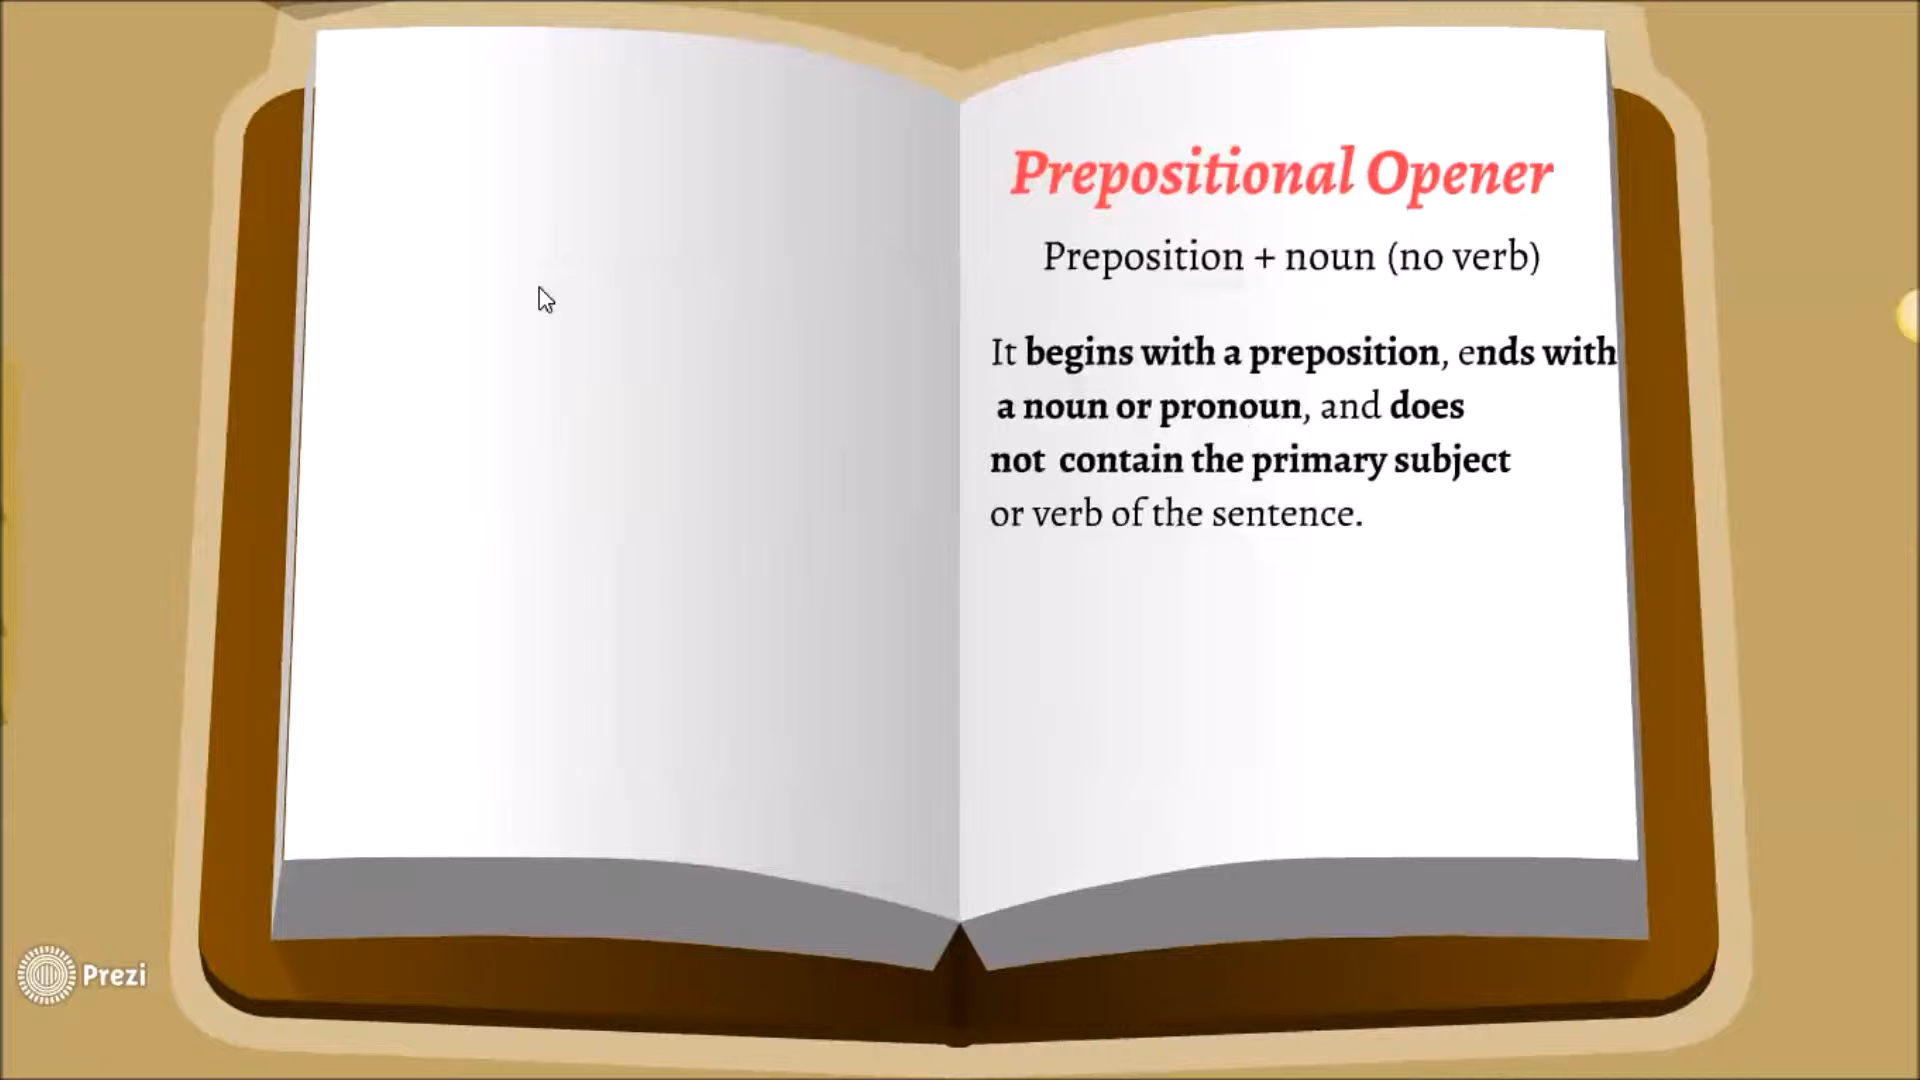 Prepositional Opener
Preposition + noun (no verb)
It begins with a preposition, ends with
a noun or pronoun, and does
not contain the primary subject
or verb of the sentence.
Prezi